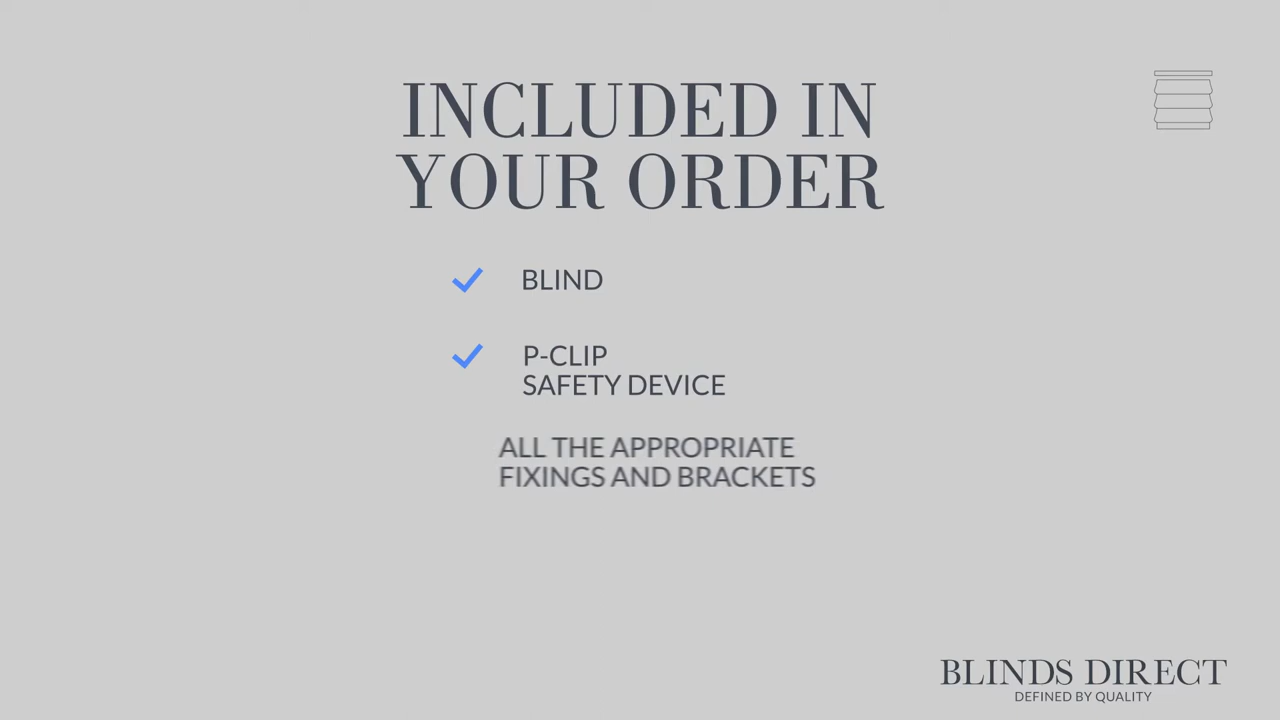 INCLUDED IN
YOUR ORDER
BLIND
P-CLIP
SAFETY DEVICE
ALL THE APPROPRIATE
FIXINGS AND BRACKETS
BLINDS DIRECT
DEFINED BY QUALITY